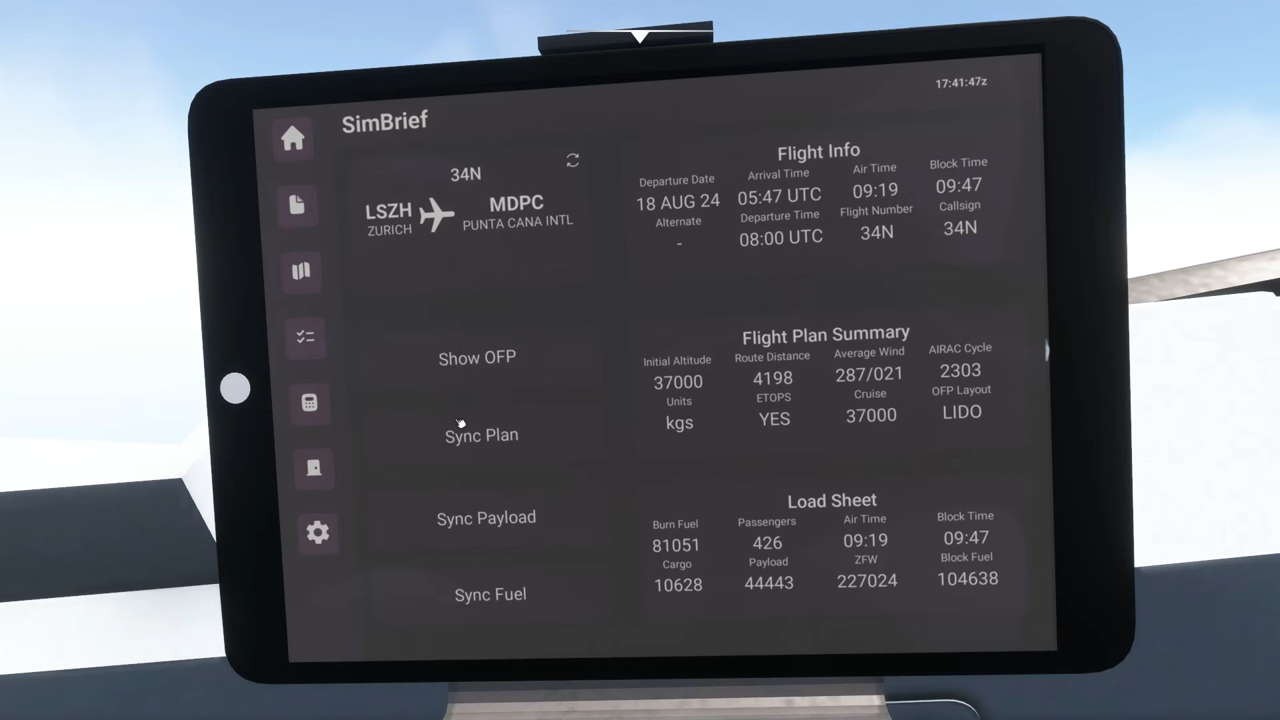 17:41:47z
SimBrief
34N
LSZH MDPC
ZURICH PUNTA CANA INTL
Show OFP
Sync Plan
Sync Payload
Sync Fuel
Flight Info
Departure Date Arrival Time Air Time Block Time
18 AUG 24 05:47 UTC 09:19 09:47
Alternate Departure Time Flight Number Callsign
- 08:00 UTC 34N 34N
Flight Plan Summary
Initial Altitude Route Distance Average Wind AIRAC Cycle
37000 4198 287/021 2303
Units ETOPS Cruise OFP Layout
kgs YES 37000 LIDO
Load Sheet
Burn Fuel Passengers Air Time Block Time
81051 426 09:19 09:47
Cargo Payload ZFW Block Fuel
10628 44443 227024 104638